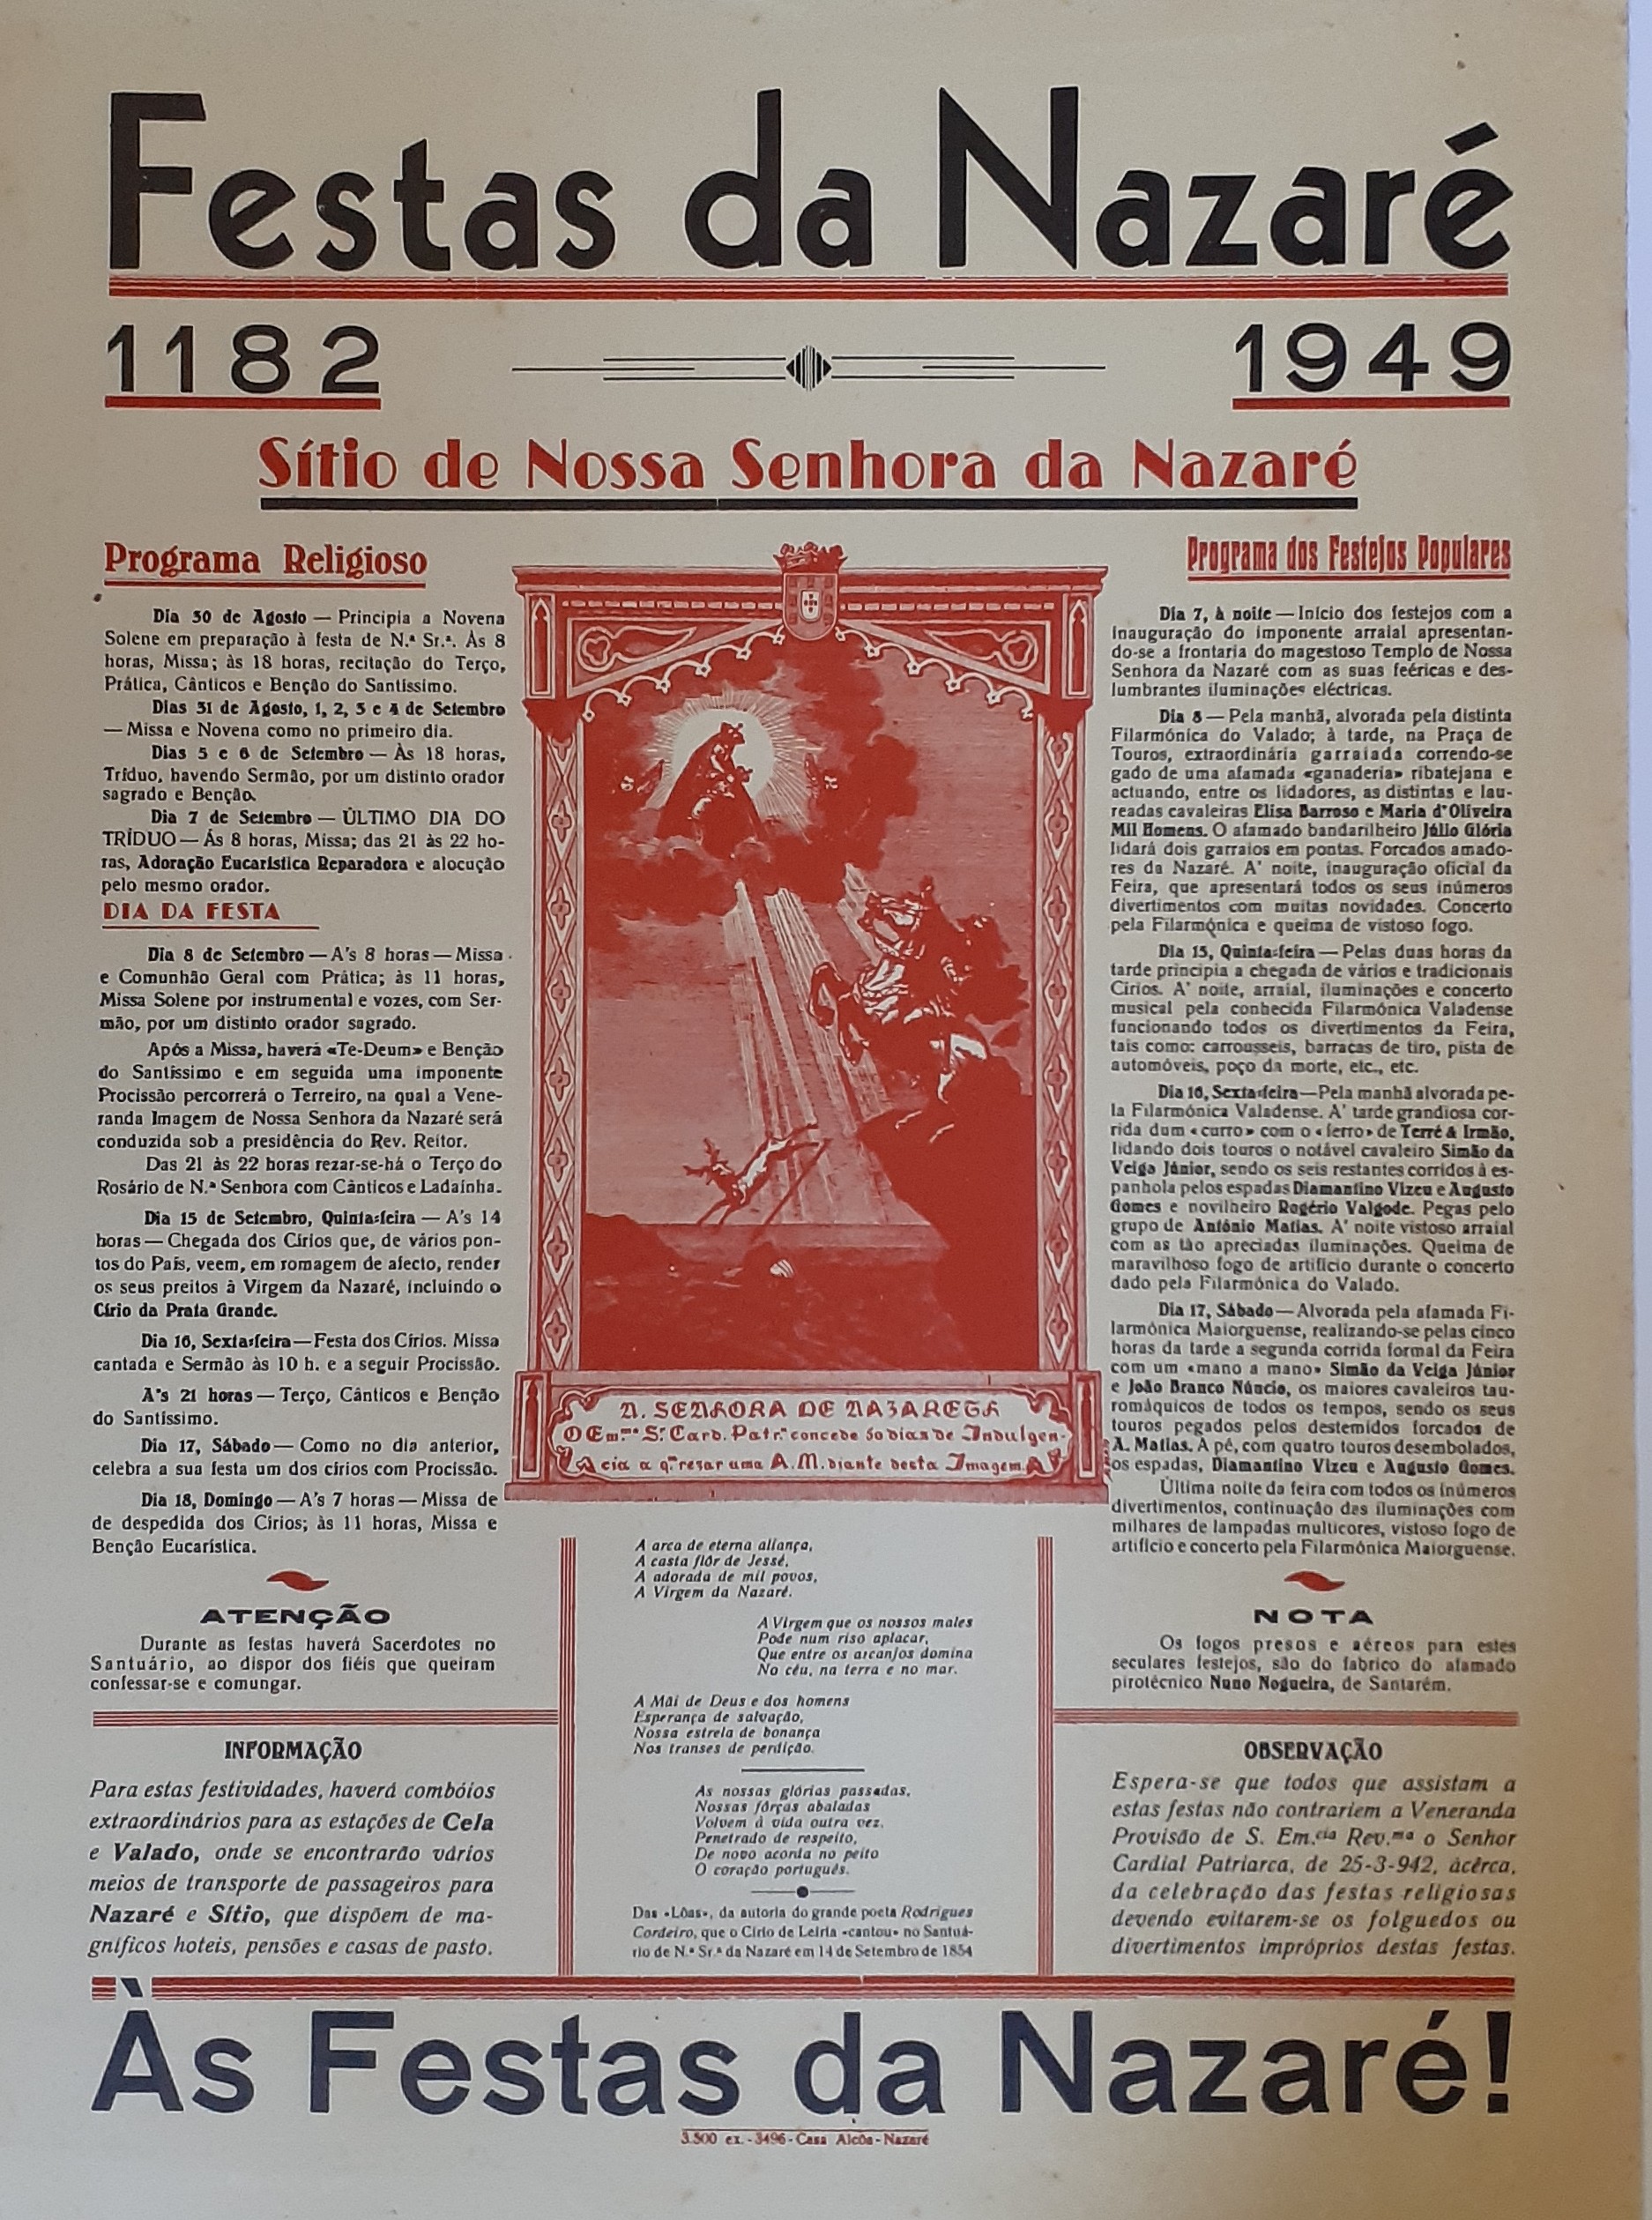 Festas da Nazaré
1182
1949
Sítio de Nossa Senhora da Nazaré
Programa Religioso
Dia 30 de Agosto — Principia a Novena
Solene em preparação à festa de N.ª Sr.ª. Às 8
horas, Missa; às 18 horas, recitação do Terço,
Prática, Cânticos e Benção do Santíssimo.
Dias 31 de Agosto, 1, 2, 3 e 4 de Setembro
— Missa e Novena como no primeiro dia.
Dias 5 e 6 de Setembro — Às 18 horas,
Tríduo, havendo Sermão, por um distinto orador
sagrado e Benção.
Dia 7 de Setembro — ÚLTIMO DIA DO
TRÍDUO — Ás 8 horas, Missa; das 21 às 22 ho-
ras, Adoração Eucarística Reparadora e alocução
pelo mesmo orador.
DIA DA FESTA
Dia 8 de Setembro — A's 8 horas — Missa
e Comunhão Geral com Prática; às 11 horas,
Missa Solene por instrumental e vozes, com Ser-
mão, por um distinto orador sagrado.
Após a Missa, haverá «Te-Deum» e Benção
do Santíssimo e em seguida uma imponente
Procissão percorrerá o Terreiro, na qual a Vene-
randa Imagem de Nossa Senhora da Nazaré será
conduzida sob a presidência do Rev. Reitor.
Das 21 às 22 horas rezar-se-há o Terço do
Rosário de N.ª Senhora com Cânticos e Ladaínha.
Dia 15 de Setembro, Quinta-feira — A's 14
horas — Chegada dos Círios que, de vários pon-
tos do País, veem, em romagem de afecto, render
os seus preitos à Virgem da Nazaré, incluindo o
Círio da Prata Grande.
Dia 16, Sexta-feira — Festa dos Círios. Missa
cantada e Sermão às 10 h. e a seguir Procissão.
A's 21 horas — Terço, Cânticos e Benção
do Santíssimo.
Dia 17, Sábado — Como no dia anterior,
celebra a sua festa um dos círios com Procissão.
Dia 18, Domingo — A's 7 horas — Missa de
de despedida dos Círios; às 11 horas, Missa e
Benção Eucarística.
ATENÇÃO
Durante as festas haverá Sacerdotes no
Santuário, ao dispor dos fiéis que queiram
confessar-se e comungar.
INFORMAÇÃO
Para estas festividades, haverá combóios
extraordinários para as estações de Cela
e Valado, onde se encontrarão vários
meios de transporte de passageiros para
Nazaré e Sítio, que dispõem de ma-
gníficos hoteis, pensões e casas de pasto.
N. SENHORA DE NAZARETH
O Em.mo S.r Card. Patr.ca concede 50 dias de Indulgen-
cia a q.m resar uma A. M. diante desta Imagem
A arca de eterna aliança,
A casta flôr de Jessé,
A adorada de mil povos,
A Virgem da Nazaré.
A Virgem que os nossos males
Pode num riso aplacar,
Que entre os arcanjos domina
No céu, na terra e no mar.
A Mãi de Deus e dos homens
Esperança de salvação,
Nossa estrela de bonança
Nos transes de perdição.
As nossas glórias passadas,
Nossas fôrças abaladas
Volvem à vida outra vez.
Penetrado de respeito,
De novo acorda no peito
O coração português.
Das «Lôas», da autoria do grande poeta Rodrigues
Cordeiro, que o Círio de Leiria «cantou» no Santuá-
rio de N.ª Sr.ª da Nazaré em 14 de Setembro de 1854
Programa dos Festejos Populares
Dia 7, à noite — Início dos festejos com a
inauguração do imponente arraial apresentan-
do-se a frontaria do magestoso Templo de Nossa
Senhora da Nazaré com as suas feéricas e des-
lumbrantes iluminações eléctricas.
Dia 8 — Pela manhã, alvorada pela distinta
Filarmónica do Valado; à tarde, na Praça de
Touros, extraordinária garraiada correndo-se
gado de uma afamada «ganaderia» ribatejana e
actuando, entre os lidadores, as distintas e lau-
readas cavaleiras Elisa Barroso e Maria d'Oliveira
Mil Homens. O afamado bandarilheiro Júlio Glória
lidará dois garraios em pontas. Forcados amado-
res da Nazaré. A' noite, inauguração oficial da
Feira, que apresentará todos os seus inúmeros
divertimentos com muitas novidades. Concerto
pela Filarmónica e queima de vistoso fogo.
Dia 15, Quinta-feira — Pelas duas horas da
tarde principia a chegada de vários e tradicionais
Círios. A' noite, arraial, iluminações e concerto
musical pela conhecida Filarmónica Valadense
funcionando todos os divertimentos da Feira,
tais como: carrousseis, barracas de tiro, pista de
automóveis, poço da morte, etc., etc.
Dia 16, Sexta-feira — Pela manhã alvorada pe-
la Filarmónica Valadense. A' tarde grandiosa cor-
rida dum «curro» com o «ferro» de Terré & Irmão,
lidando dois touros o notável cavaleiro Simão da
Veiga Júnior, sendo os seis restantes corridos à es-
panhola pelos espadas Diamantino Vizeu e Augusto
Gomes e novilheiro Rogério Valgode. Pegas pelo
grupo de António Matias. A' noite vistoso arraial
com as tão apreciadas iluminações. Queima de
maravilhoso fogo de artifício durante o concerto
dado pela Filarmónica do Valado.
Dia 17, Sábado — Alvorada pela afamada Fi-
larmónica Maiorguense, realizando-se pelas cinco
horas da tarde a segunda corrida formal da Feira
com um «mano a mano» Simão da Veiga Júnior
e João Branco Núncio, os maiores cavaleiros tau-
romáquicos de todos os tempos, sendo os seus
touros pegados pelos destemidos forcados de
A. Matias. A pé, com quatro touros desembolados,
os espadas, Diamantino Vizeu e Augusto Gomes.
Última noite da feira com todos os inúmeros
divertimentos, continuação das iluminações com
milhares de lampadas multicores, vistoso fogo de
artifício e concerto pela Filarmónica Maiorguense.
NOTA
Os fogos presos e aéreos para estes
seculares festejos, são do fabrico do afamado
pirotécnico Nuno Nogueira, de Santarém.
OBSERVAÇÃO
Espera-se que todos que assistam a
estas festas não contrariem a Veneranda
Provisão de S. Em.cia Rev.ma o Senhor
Cardial Patriarca, de 25-3-942, àcêrca,
da celebração das festas religiosas
devendo evitarem-se os folguedos ou
divertimentos impróprios destas festas.
Às Festas da Nazaré!
3.500 ex. - 3496 - Casa Alcôa - Nazaré